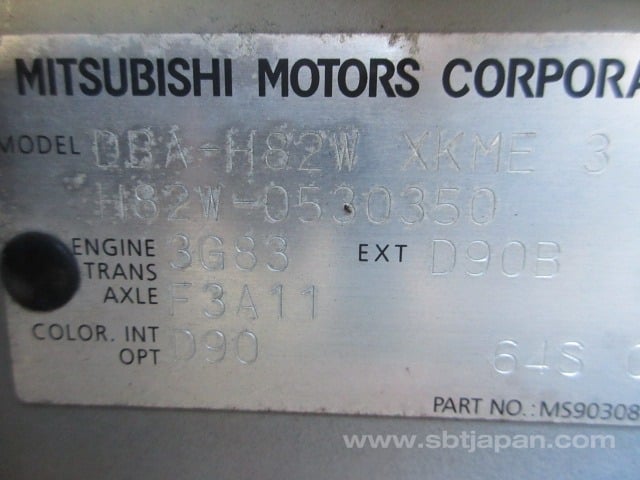 MITSUBISHI MOTORS CORPORA
MODEL DBA-H82W XKME 3
H82W-0530350
ENGINE 3G83 EXT D90B
TRANS
AXLE F3A11
COLOR. INT D90
OPT 64S
PART NO.: MS90308
www.sbtjapan.com